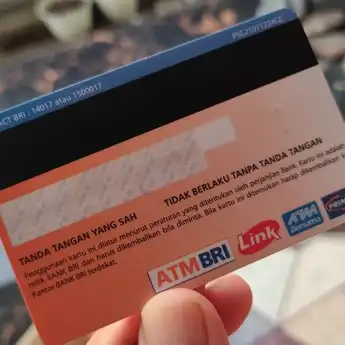 ACT BRI - 14017 atau 1500017
TANDA TANGAN YANG SAH
TIDAK BERLAKU TANPA TANDA TANGAN
Penggunaan kartu ini diatur menurut peraturan yang ditemukan oleh perjanjian Bank. Kartu ini adalah
milik BANK BRI dan harus dikembalikan bila diminta. Bila kartu ini ditemukan harap dikembalikan
Kantor BANK BRI terdekat.
ATM BRI
Link
ATM
Bersama
PRIM